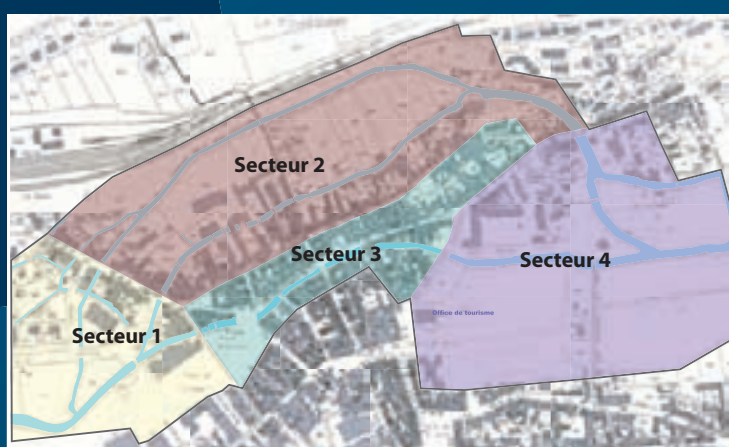 Secteur 2
Secteur 3
Secteur 4
Office de tourisme
Secteur 1